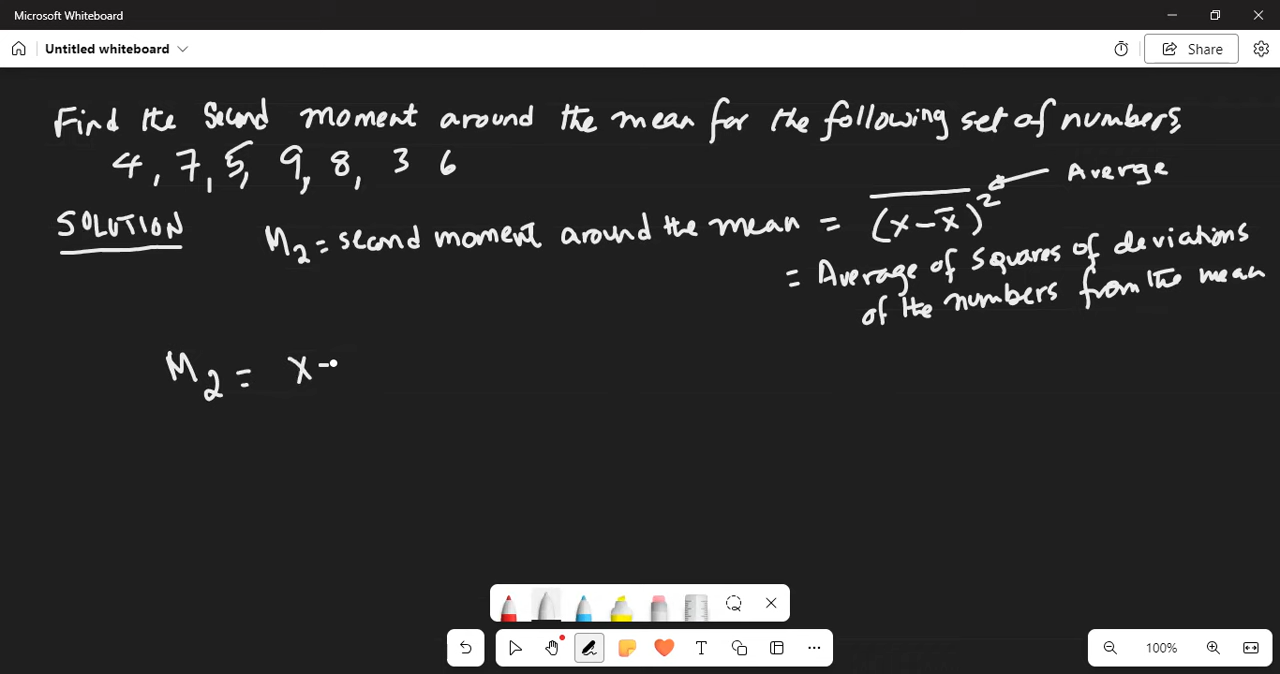 Microsoft Whiteboard
Untitled whiteboard
Share
Find the Second moment around the mean for the following set of numbers,
4, 7, 5, 9, 8, 3 6
SOLUTION
Averge
M₂ = second moment around the mean = (x - x̄)²
= Average of squares of deviations
of the numbers from the mean
M₂ = x -
T
100%